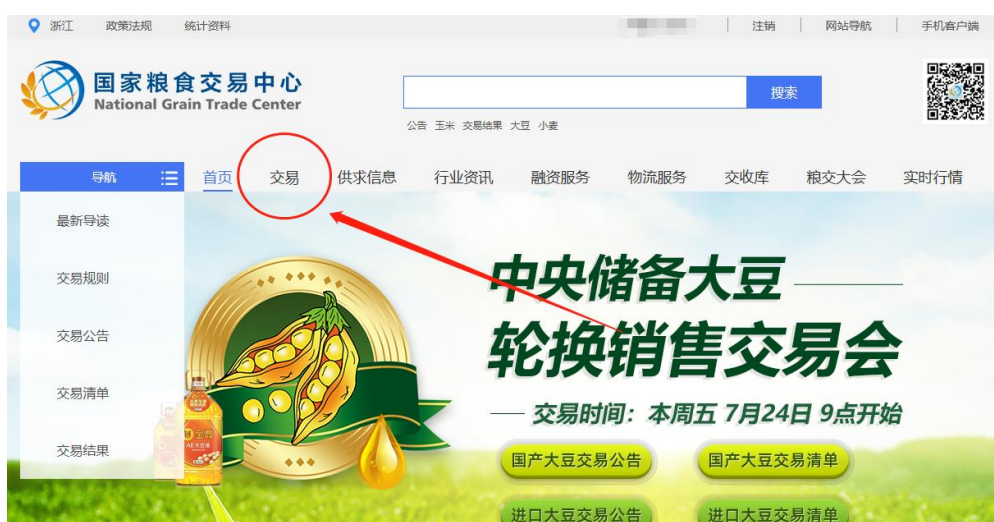 浙江 政策法规 统计资料 注销 网站导航 手机客户端
国家粮食交易中心
National Grain Trade Center
搜索
公告 玉米 交易结果 大豆 小麦
导航 首页 交易 供求信息 行业资讯 融资服务 物流服务 交收库 粮交大会 实时行情
最新导读
交易规则
交易公告
交易清单
交易结果
中央储备大豆
轮换销售交易会
交易时间：本周五 7月24日 9点开始
国产大豆交易公告 国产大豆交易清单
进口大豆交易公告 进口大豆交易清单